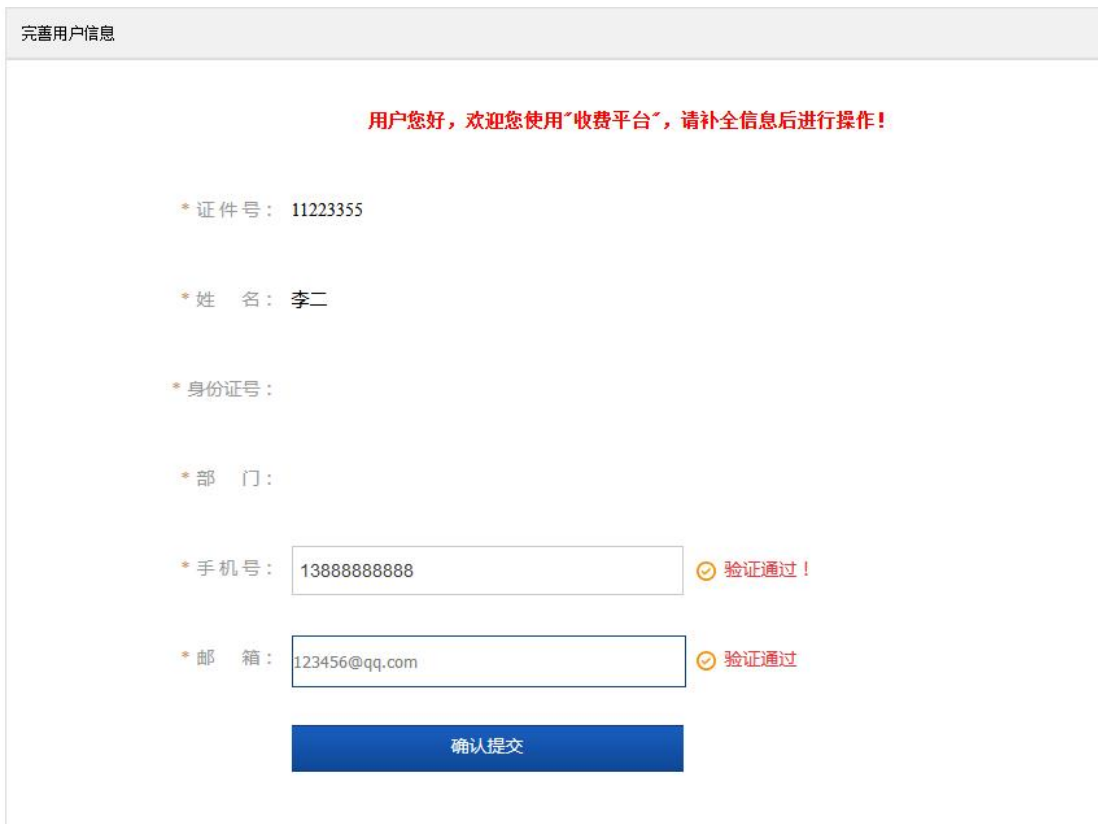 完善用户信息
用户您好，欢迎您使用"收费平台"，请补全信息后进行操作!
* 证件号： 11223355
* 姓 名： 李二
* 身份证号：
* 部 门：
* 手机号： 13888888888 验证通过！
* 邮 箱： 123456@qq.com 验证通过
确认提交